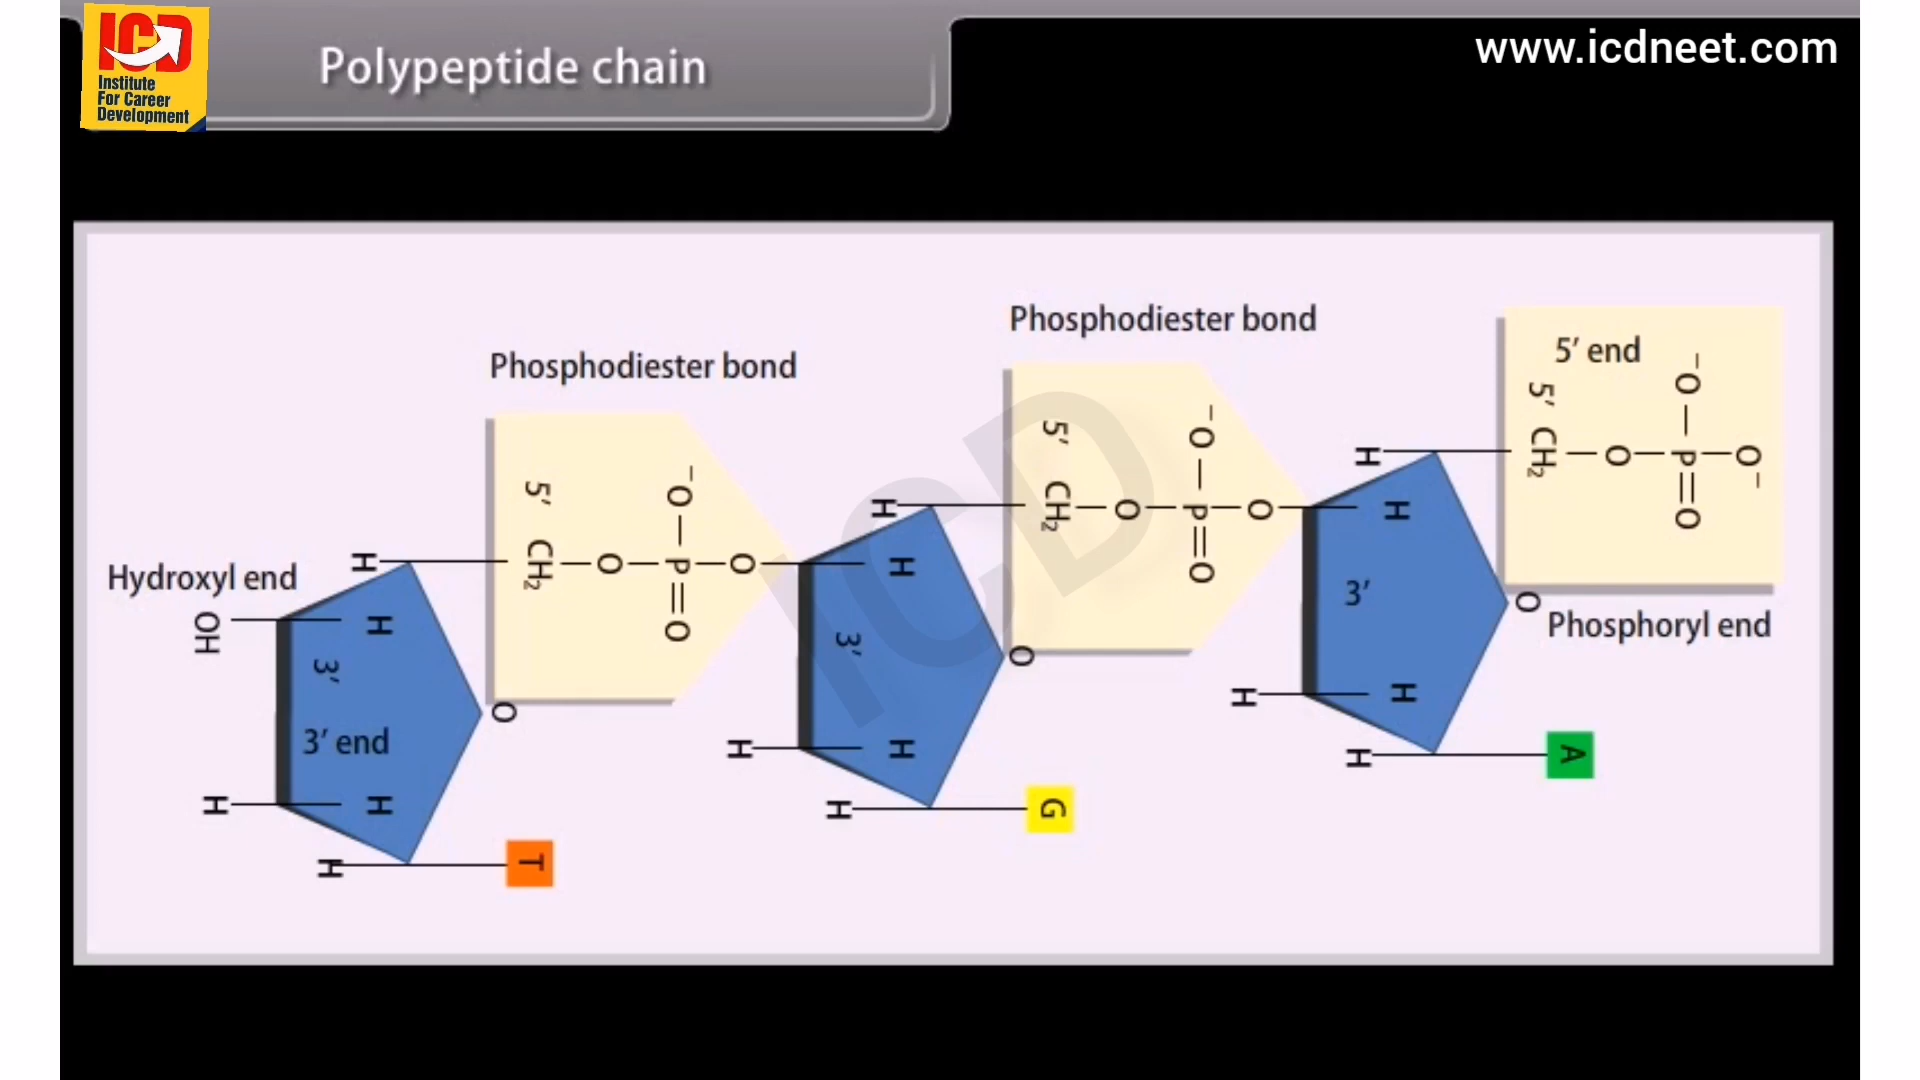 ICD
Institute
For Career
Development
Polypeptide chain
www.icdneet.com
Phosphodiester bond
Phosphodiester bond
5′ end
5′ CH₂—O—P—O⁻
⁻O
=O
Phosphoryl end
O
H
H
3′
H
H
H
A
5′ CH₂—O—P—O
⁻O
=O
O
H
H
3′
H
H
H
G
5′ CH₂—O—P—O
⁻O
=O
O
Hydroxyl end
OH
H
H
3′
3′ end
H
H
H
T
ICD